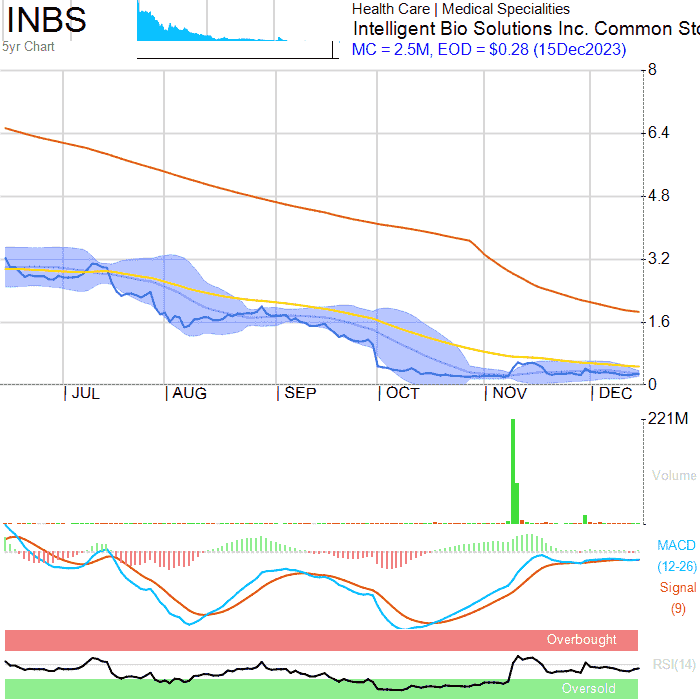 INBS
5yr Chart
Health Care | Medical Specialities
Intelligent Bio Solutions Inc. Common Sto
MC = 2.5M, EOD = $0.28 (15Dec2023)
8
6.4
4.8
3.2
1.6
0
JUL AUG SEP OCT NOV DEC
221M
Volume
MACD
(12-26)
Signal
(9)
Overbought
RSI(14)
Oversold